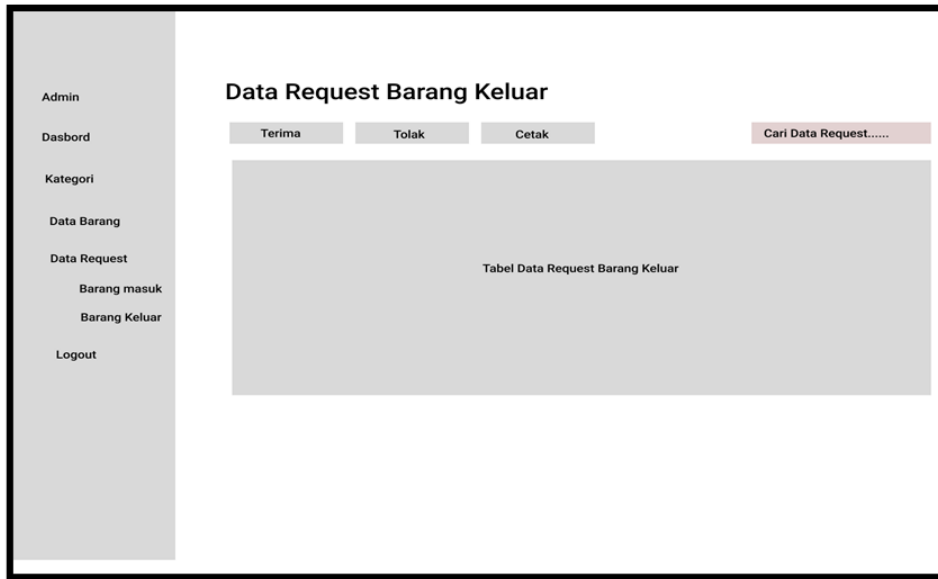 Admin
Dasbord
Kategori
Data Barang
Data Request
Barang masuk
Barang Keluar
Logout
Data Request Barang Keluar
Terima
Tolak
Cetak
Cari Data Request......
Tabel Data Request Barang Keluar